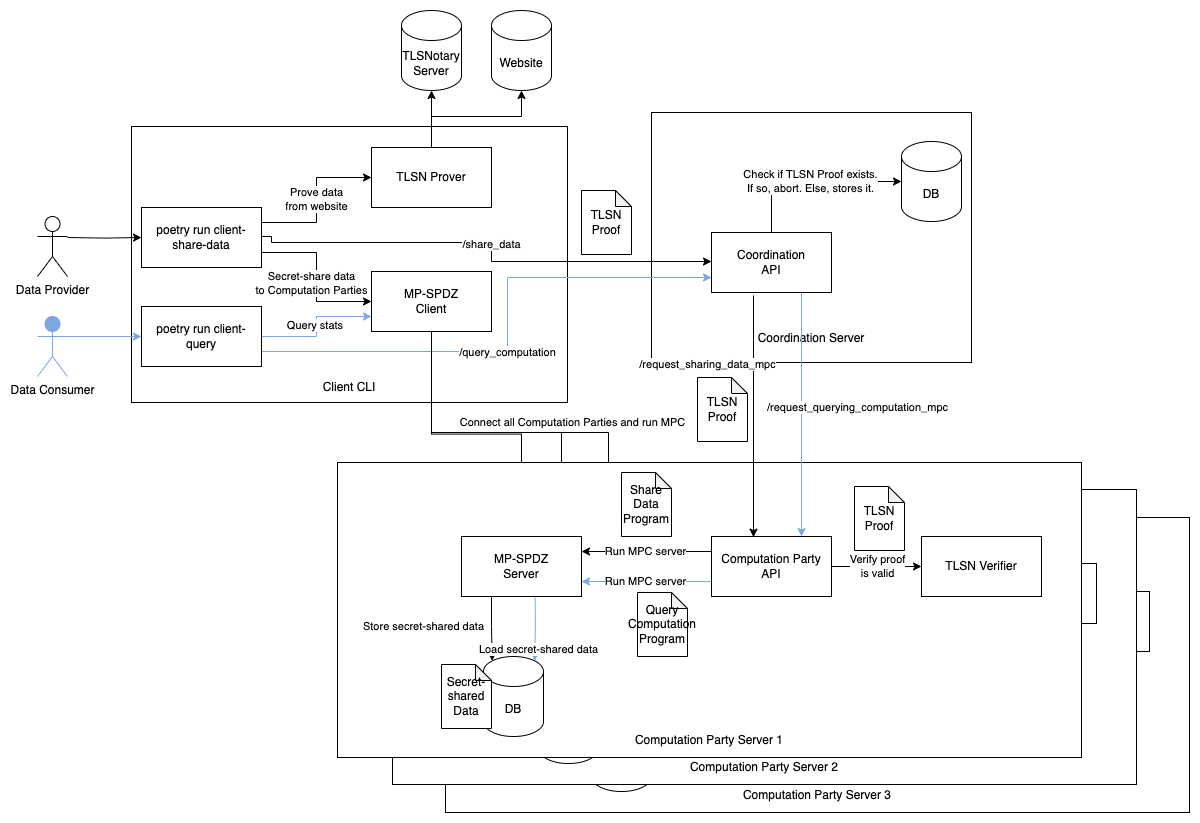 TLSNotary
Server
Website
TLSN Prover
Prove data
from website
poetry run client-
share-data
Data Provider
/share_data
TLSN
Proof
Check if TLSN Proof exists.
If so, abort. Else, stores it.
DB
Coordination
API
Secret-share data
to Computation Parties
MP-SPDZ
Client
Query stats
poetry run client-
query
Data Consumer
/query_computation
Client CLI
Coordination Server
/request_sharing_data_mpc
TLSN
Proof
/request_querying_computation_mpc
Connect all Computation Parties and run MPC
Share
Data
Program
TLSN
Proof
MP-SPDZ
Server
Run MPC server
Run MPC server
Computation Party
API
Verify proof
is valid
TLSN Verifier
Query
Computation
Program
Store secret-shared data
Load secret-shared data
Secret-
shared
Data
DB
Computation Party Server 1
Computation Party Server 2
Computation Party Server 3